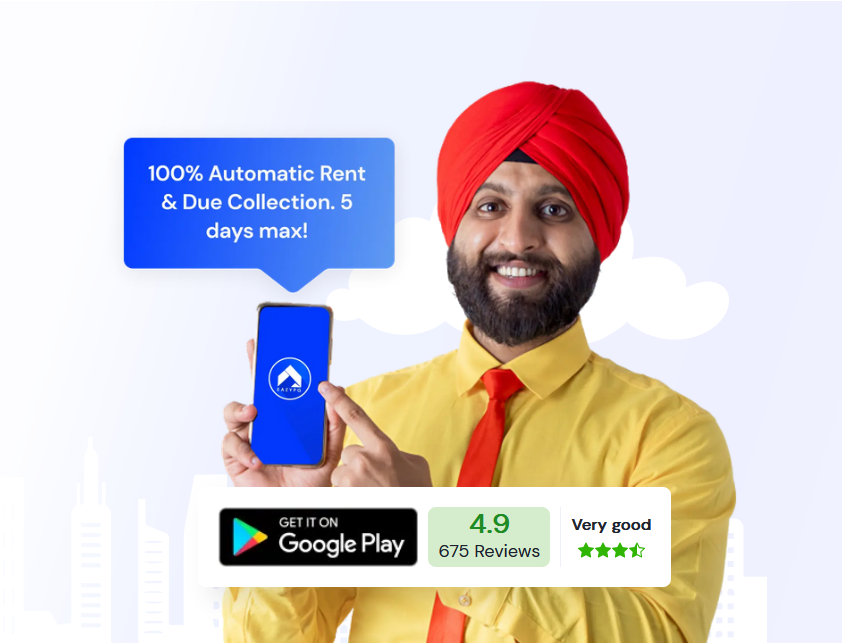 100% Automatic Rent
& Due Collection. 5
days max!
EAZYPG
GET IT ON
Google Play
4.9
675 Reviews
Very good